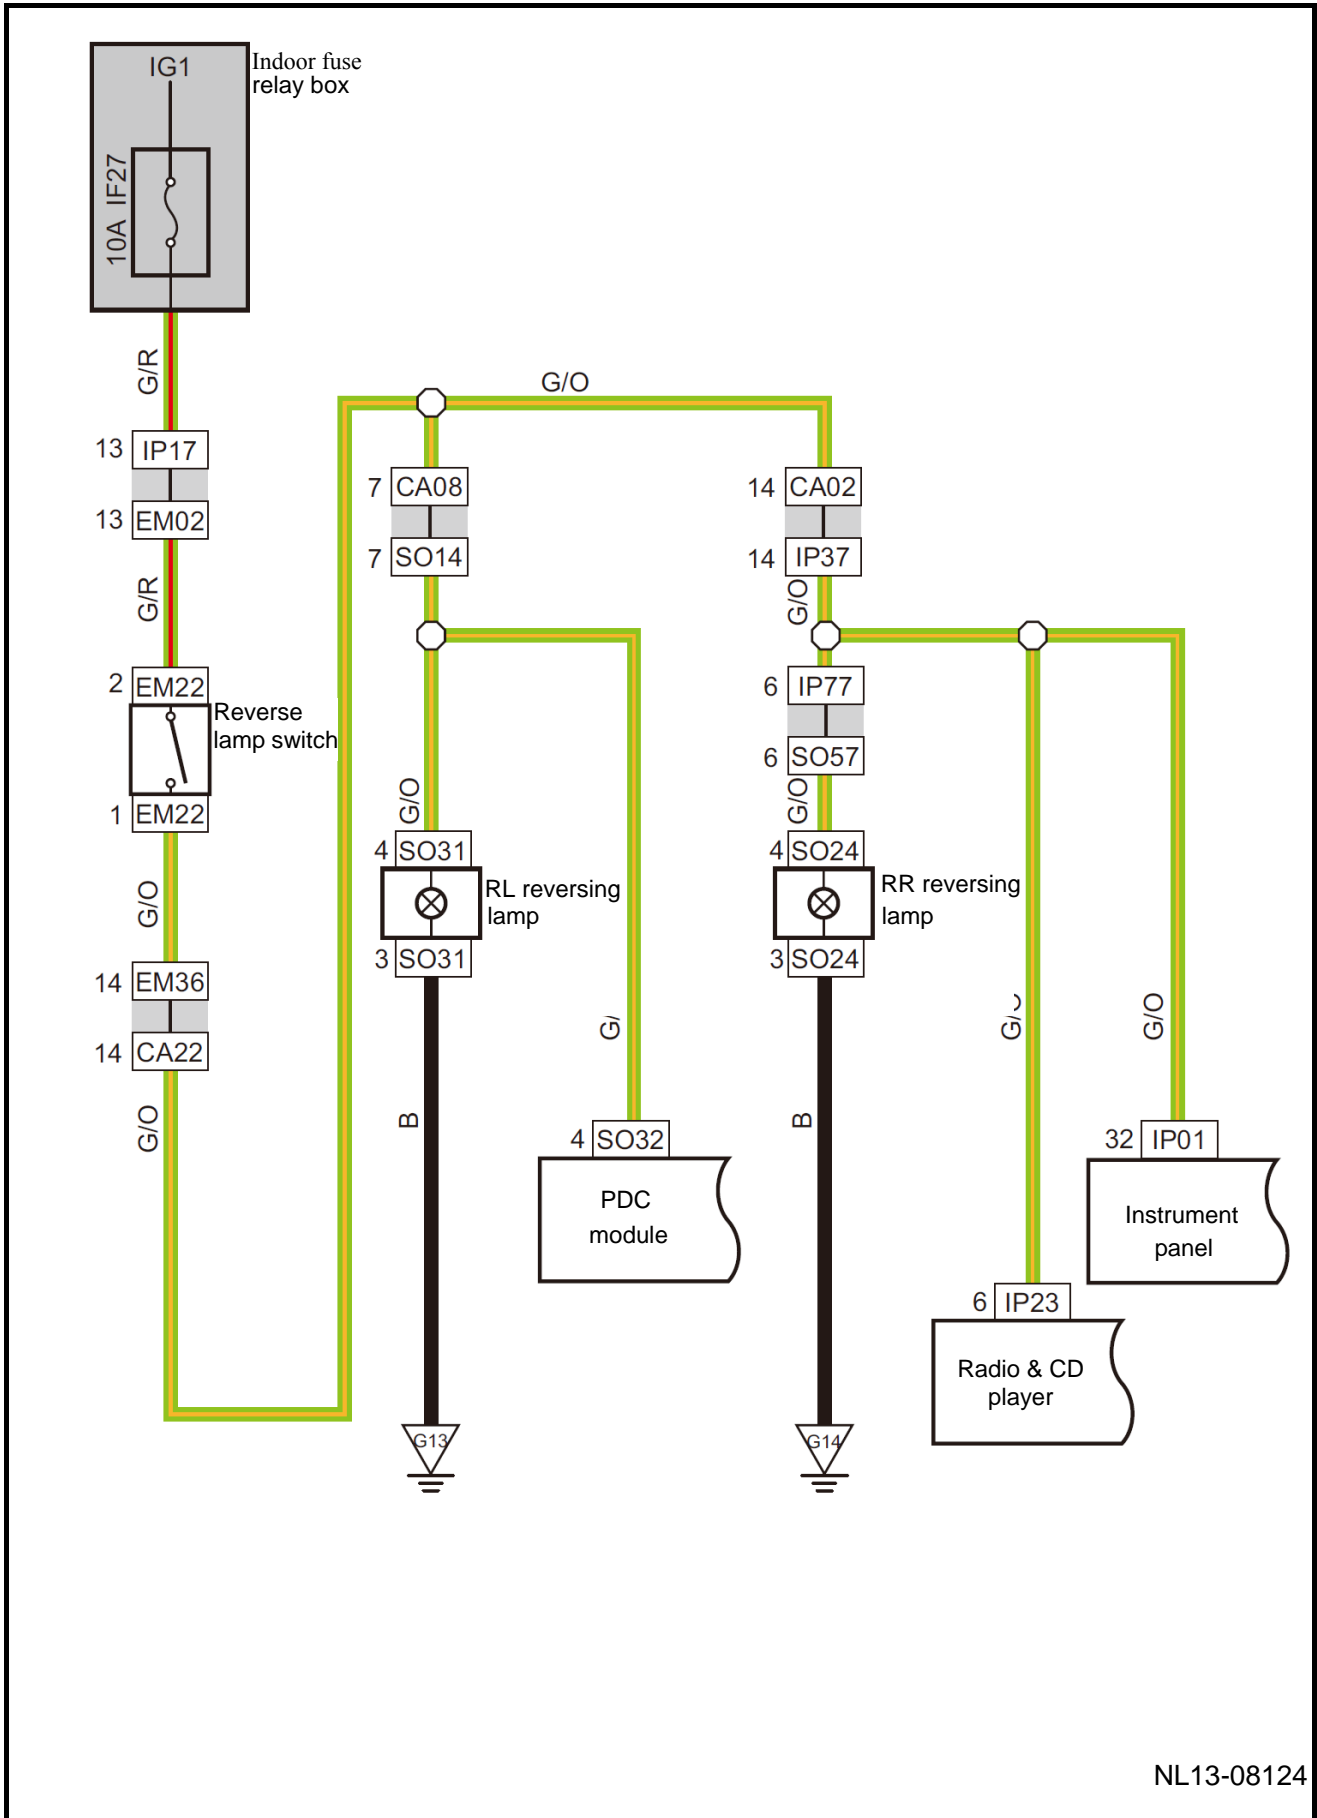 IG1
Indoor fuse
relay box
10A IF27
G/R
G/O
13 IP17
7 CA08
14 CA02
13 EM02
7 SO14
14 IP37
G/R
G/O
2 EM22
6 IP77
Reverse
lamp switch
6 SO57
1 EM22
G/O
G/O
4 SO31
4 SO24
RL reversing
lamp
RR reversing
lamp
G/O
3 SO31
3 SO24
14 EM36
G/
G/O
14 CA22
G/O
B
B
4 SO32
32 IP01
PDC
module
Instrument
panel
6 IP23
Radio & CD
player
G13
G14
NL13-08124